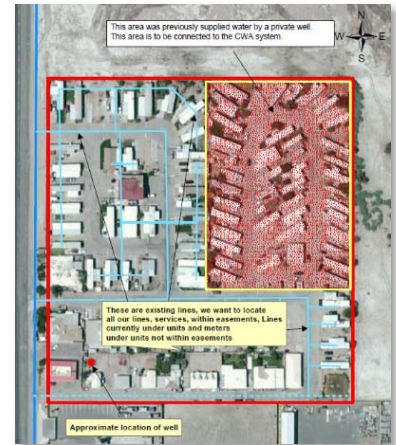 This area was previously supplied water by a private well.
This area is to be connected to the CWA system.
N
W
E
S
These are existing lines, we want to locate
all our lines, services, within easements, Lines
currently under units and meters
under units not within easements
Approximate location of well